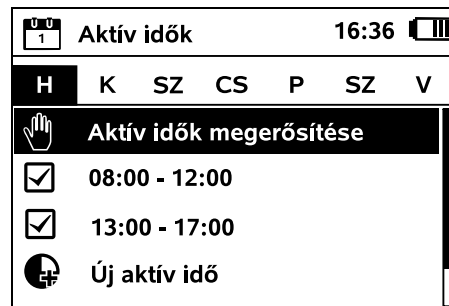 1 Aktív idők 16:36
H K SZ CS P SZ V
Aktív idők megerősítése
08:00 - 12:00
13:00 - 17:00
Új aktív idő